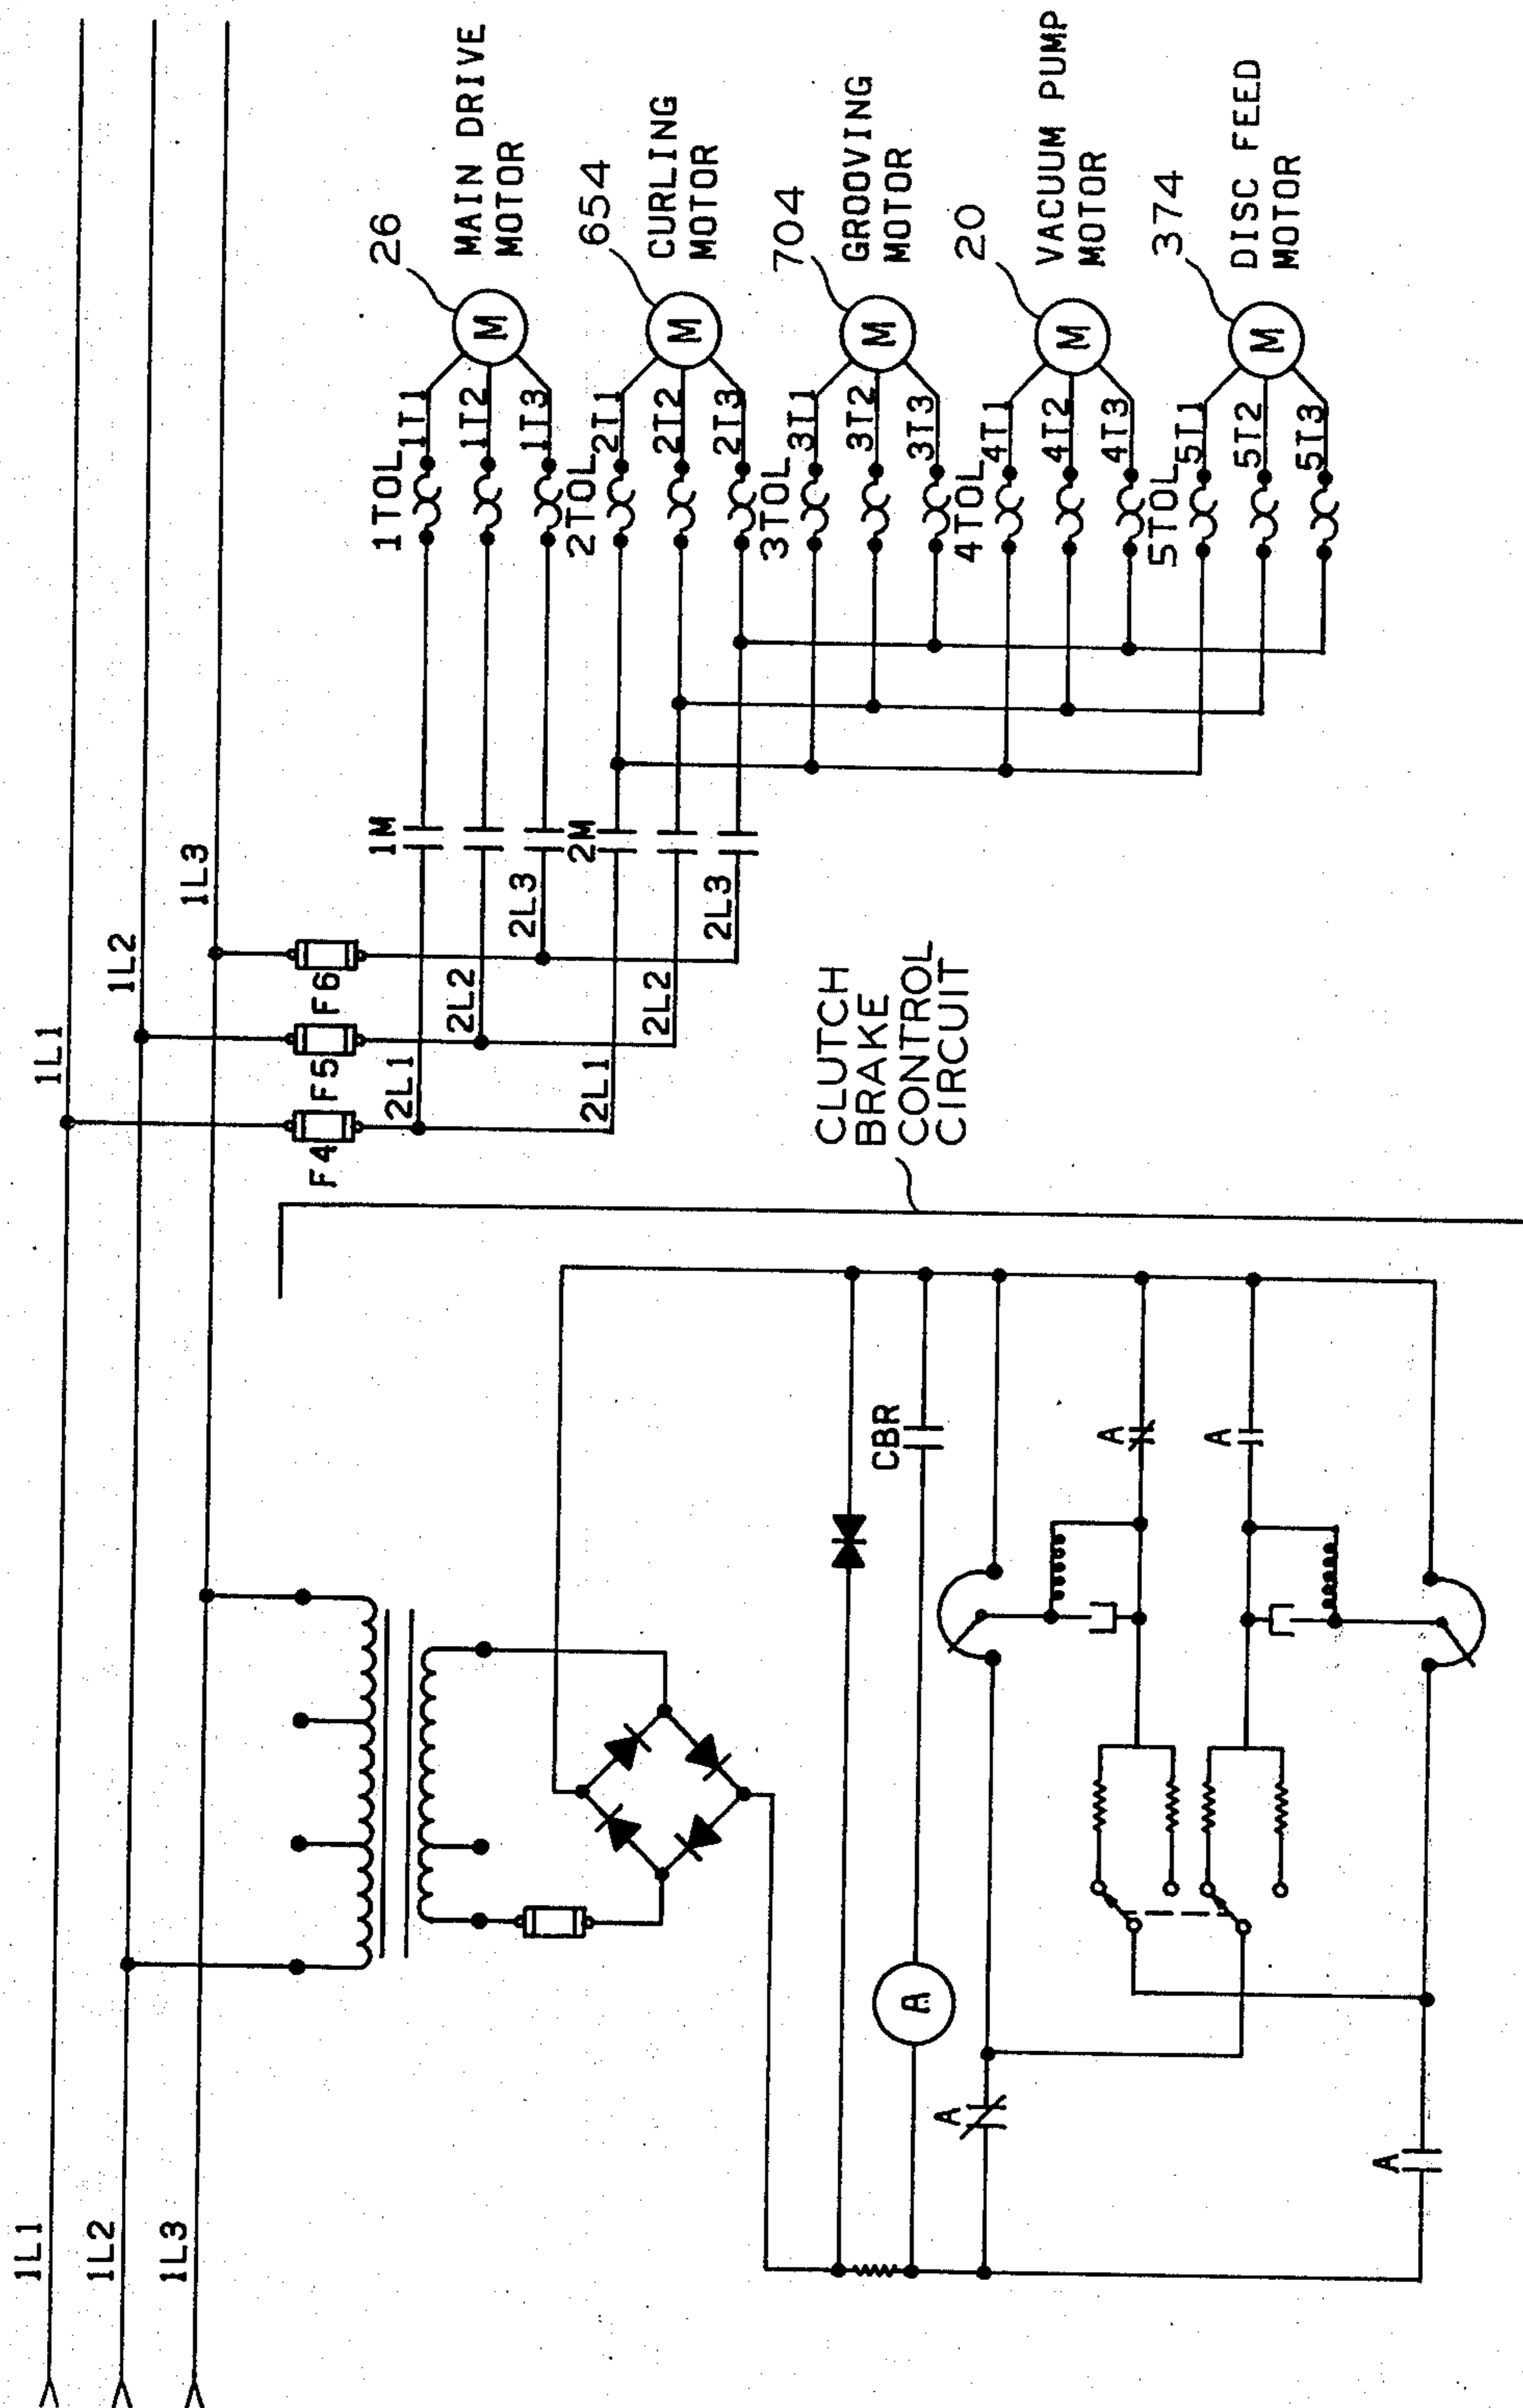 1L1
1L2
1L3
1L1
1L2
1L3
F4
F5
F6
2L1
2L2
2L3
2L1
2L2
2L3
1M
2M
1TOL
1T1
1T2
1T3
2TOL
2T1
2T2
2T3
3TOL
3T1
3T2
3T3
4TOL
4T1
4T2
4T3
5TOL
5T1
5T2
5T3
M
26
MAIN DRIVE
MOTOR
M
654
CURLING
MOTOR
M
704
GROOVING
MOTOR
M
20
VACUUM PUMP
MOTOR
M
374
DISC FEED
MOTOR
CLUTCH
BRAKE
CONTROL
CIRCUIT
CBR
A
A
A
A
A